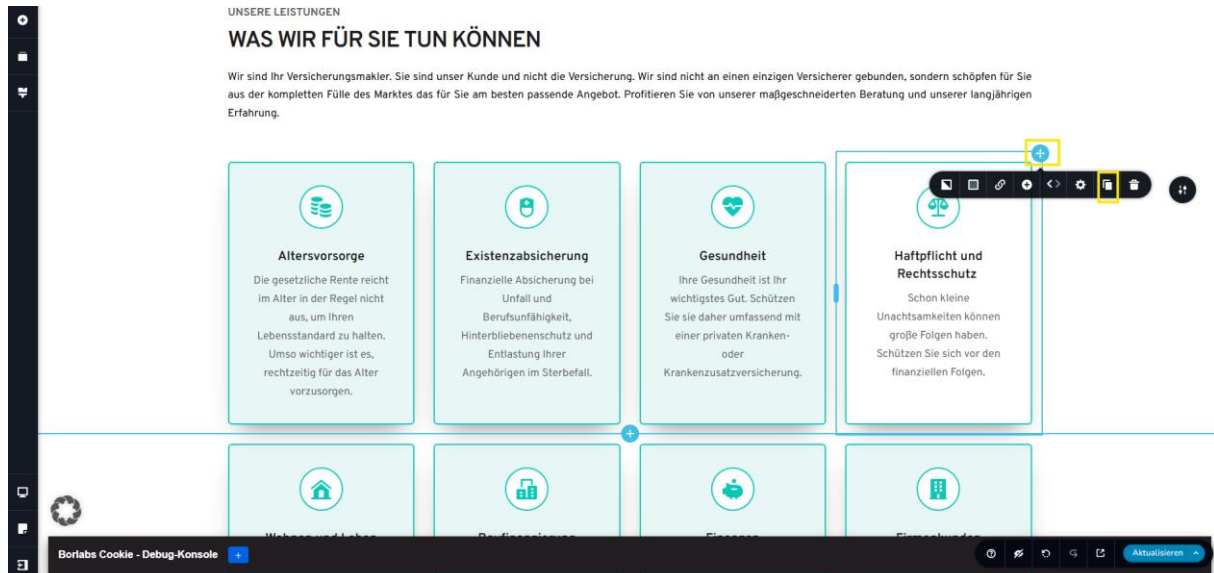 UNSERE LEISTUNGEN
WAS WIR FÜR SIE TUN KÖNNEN
Wir sind Ihr Versicherungsmakler. Sie sind unser Kunde und nicht die Versicherung. Wir sind nicht an einen einzigen Versicherer gebunden, sondern schöpfen für Sie
aus der kompletten Fülle des Marktes das für Sie am besten passende Angebot. Profitieren Sie von unserer maßgeschneiderten Beratung und unserer langjährigen
Erfahrung.
Altersvorsorge
Die gesetzliche Rente reicht
im Alter in der Regel nicht
aus, um Ihren
Lebensstandard zu halten.
Umso wichtiger ist es,
rechtzeitig für das Alter
vorzusorgen.
Existenzabsicherung
Finanzielle Absicherung bei
Unfall und
Berufsunfähigkeit,
Hinterbliebenenschutz und
Entlastung Ihrer
Angehörigen im Sterbefall.
Gesundheit
Ihre Gesundheit ist Ihr
wichtigstes Gut. Schützen
Sie sie daher umfassend mit
einer privaten Kranken-
oder
Krankenzusatzversicherung.
Haftpflicht und
Rechtsschutz
Schon kleine
Unachtsamkeiten können
große Folgen haben.
Schützen Sie sich vor den
finanziellen Folgen.
Wohnen und Leben
Baufinanzierung
Finanzen
Firmenkunden
Borlabs Cookie - Debug-Konsole +
Aktualisieren